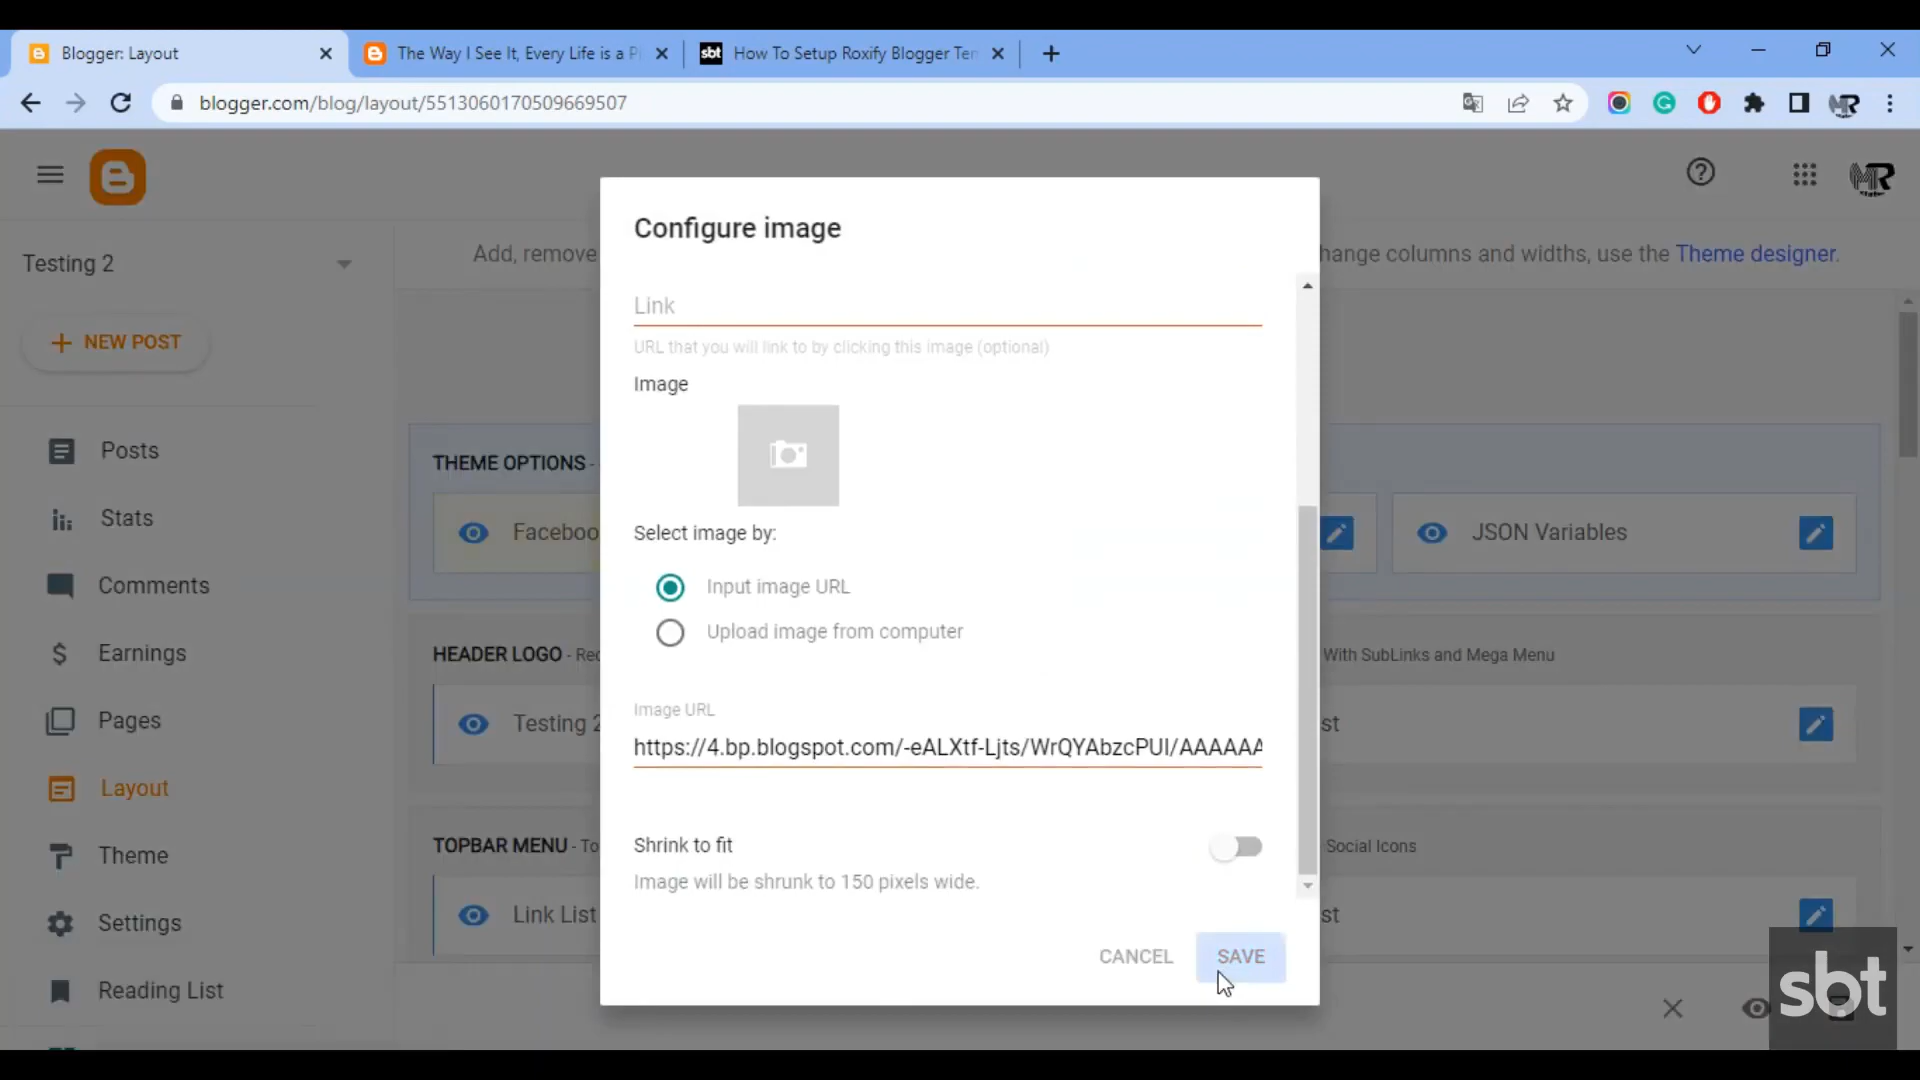 Blogger: Layout
The Way I See It, Every Life is a Pi
sbt How To Setup Roxify Blogger Tem
blogger.com/blog/layout/5513060170509669507
MR
Testing 2
Add, remove
hange columns and widths, use the Theme designer.
NEW POST
Posts
Stats
Comments
Earnings
Pages
Layout
Theme
Settings
Reading List
THEME OPTIONS -
Faceboo
JSON Variables
HEADER LOGO - Rec
With SubLinks and Mega Menu
Testing 2
st
TOPBAR MENU - To
Social Icons
Link List
st
Configure image
Link
URL that you will link to by clicking this image (optional)
Image
Select image by:
Input image URL
Upload image from computer
Image URL
https://4.bp.blogspot.com/-eALXtf-Ljts/WrQYAbzcPUI/AAAAAA
Shrink to fit
Image will be shrunk to 150 pixels wide.
CANCEL
SAVE
sbt